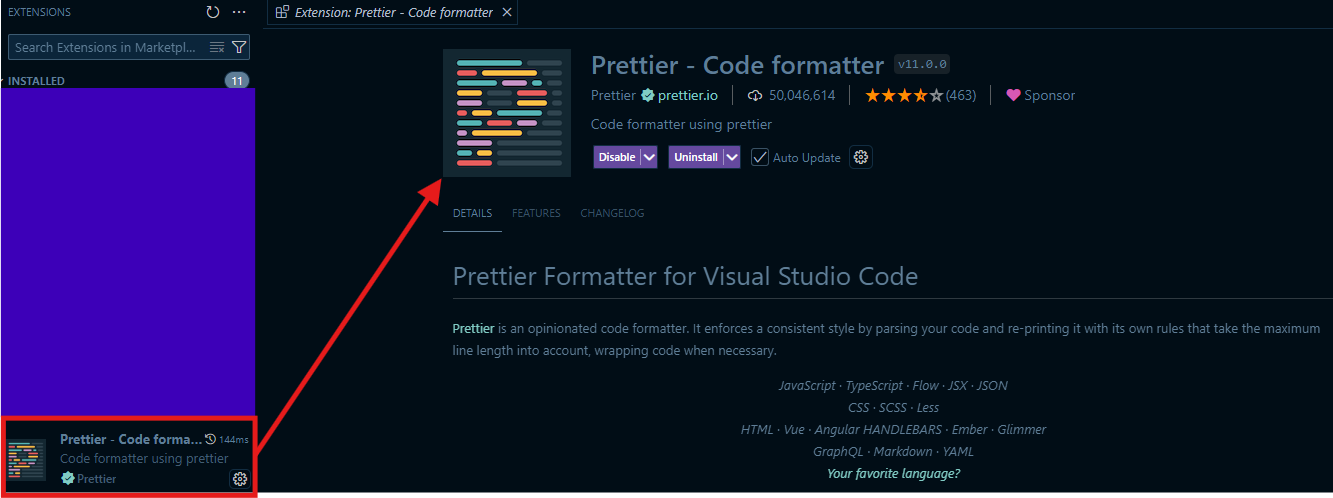 EXTENSIONS
Search Extensions in Marketpl...
INSTALLED 11
Prettier - Code forma... 144ms
Code formatter using prettier
Prettier
Extension: Prettier - Code formatter
Prettier - Code formatter v11.0.0
Prettier prettier.io 50,046,614 (463) Sponsor
Code formatter using prettier
Disable Uninstall Auto Update
DETAILS FEATURES CHANGELOG
Prettier Formatter for Visual Studio Code
Prettier is an opinionated code formatter. It enforces a consistent style by parsing your code and re-printing it with its own rules that take the maximum
line length into account, wrapping code when necessary.
JavaScript · TypeScript · Flow · JSX · JSON
CSS · SCSS · Less
HTML · Vue · Angular HANDLEBARS · Ember · Glimmer
GraphQL · Markdown · YAML
Your favorite language?